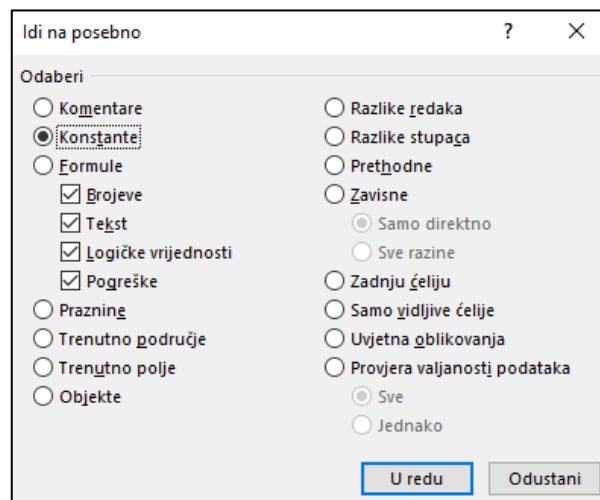 Idi na posebno ?
Odaberi
Komentare
Konstante
Formule
Brojeve
Tekst
Logičke vrijednosti
Pogreške
Praznine
Trenutno područje
Trenutno polje
Objekte
Razlike redaka
Razlike stupaca
Prethodne
Zavisne
Samo direktno
Sve razine
Zadnju ćeliju
Samo vidljive ćelije
Uvjetna oblikovanja
Provjera valjanosti podataka
Sve
Jednako
U redu
Odustani